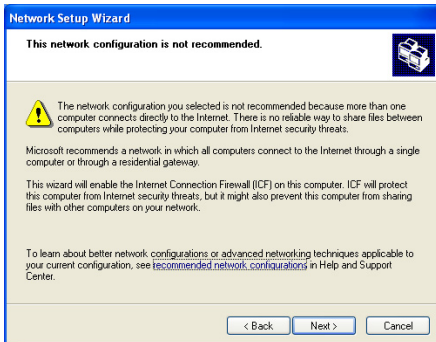 Network Setup Wizard
This network configuration is not recommended.
The network configuration you selected is not recommended because more than one
computer connects directly to the Internet. There is no reliable way to share files between
computers while protecting your computer from Internet security threats.
Microsoft recommends a network in which all computers connect to the Internet through a single
computer or through a residential gateway.
This wizard will enable the Internet Connection Firewall (ICF) on this computer. ICF will protect
this computer from Internet security threats, but it might also prevent this computer from sharing
files with other computers on your network.
To learn about better network configurations or advanced networking techniques applicable to
your current configuration, see recommended network configurations in Help and Support
Center.
< Back Next > Cancel